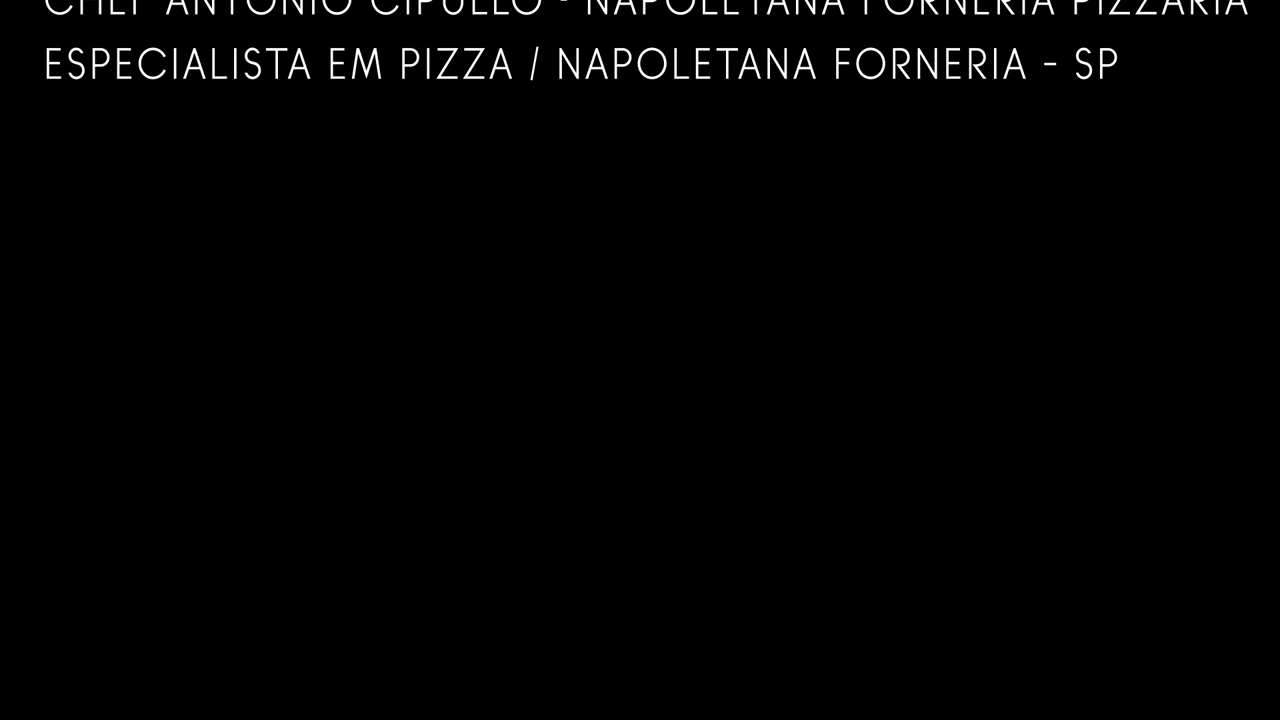 CHEF ANTONIO CIPULLO - NAPOLETANA FORNERIA PIZZARIA
ESPECIALISTA EM PIZZA / NAPOLETANA FORNERIA - SP